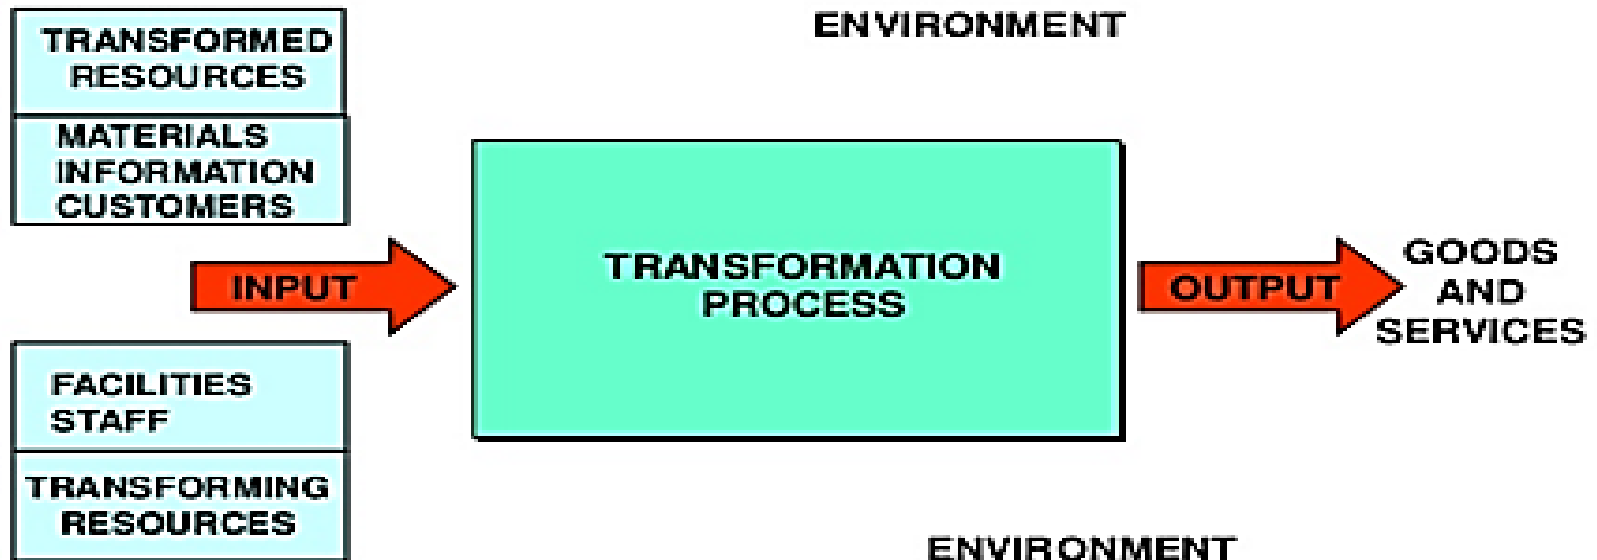 TRANSFORMED
RESOURCES
MATERIALS
INFORMATION
CUSTOMERS
INPUT
FACILITIES
STAFF
TRANSFORMING
RESOURCES
ENVIRONMENT
TRANSFORMATION
PROCESS
OUTPUT
GOODS
AND
SERVICES
ENVIRONMENT